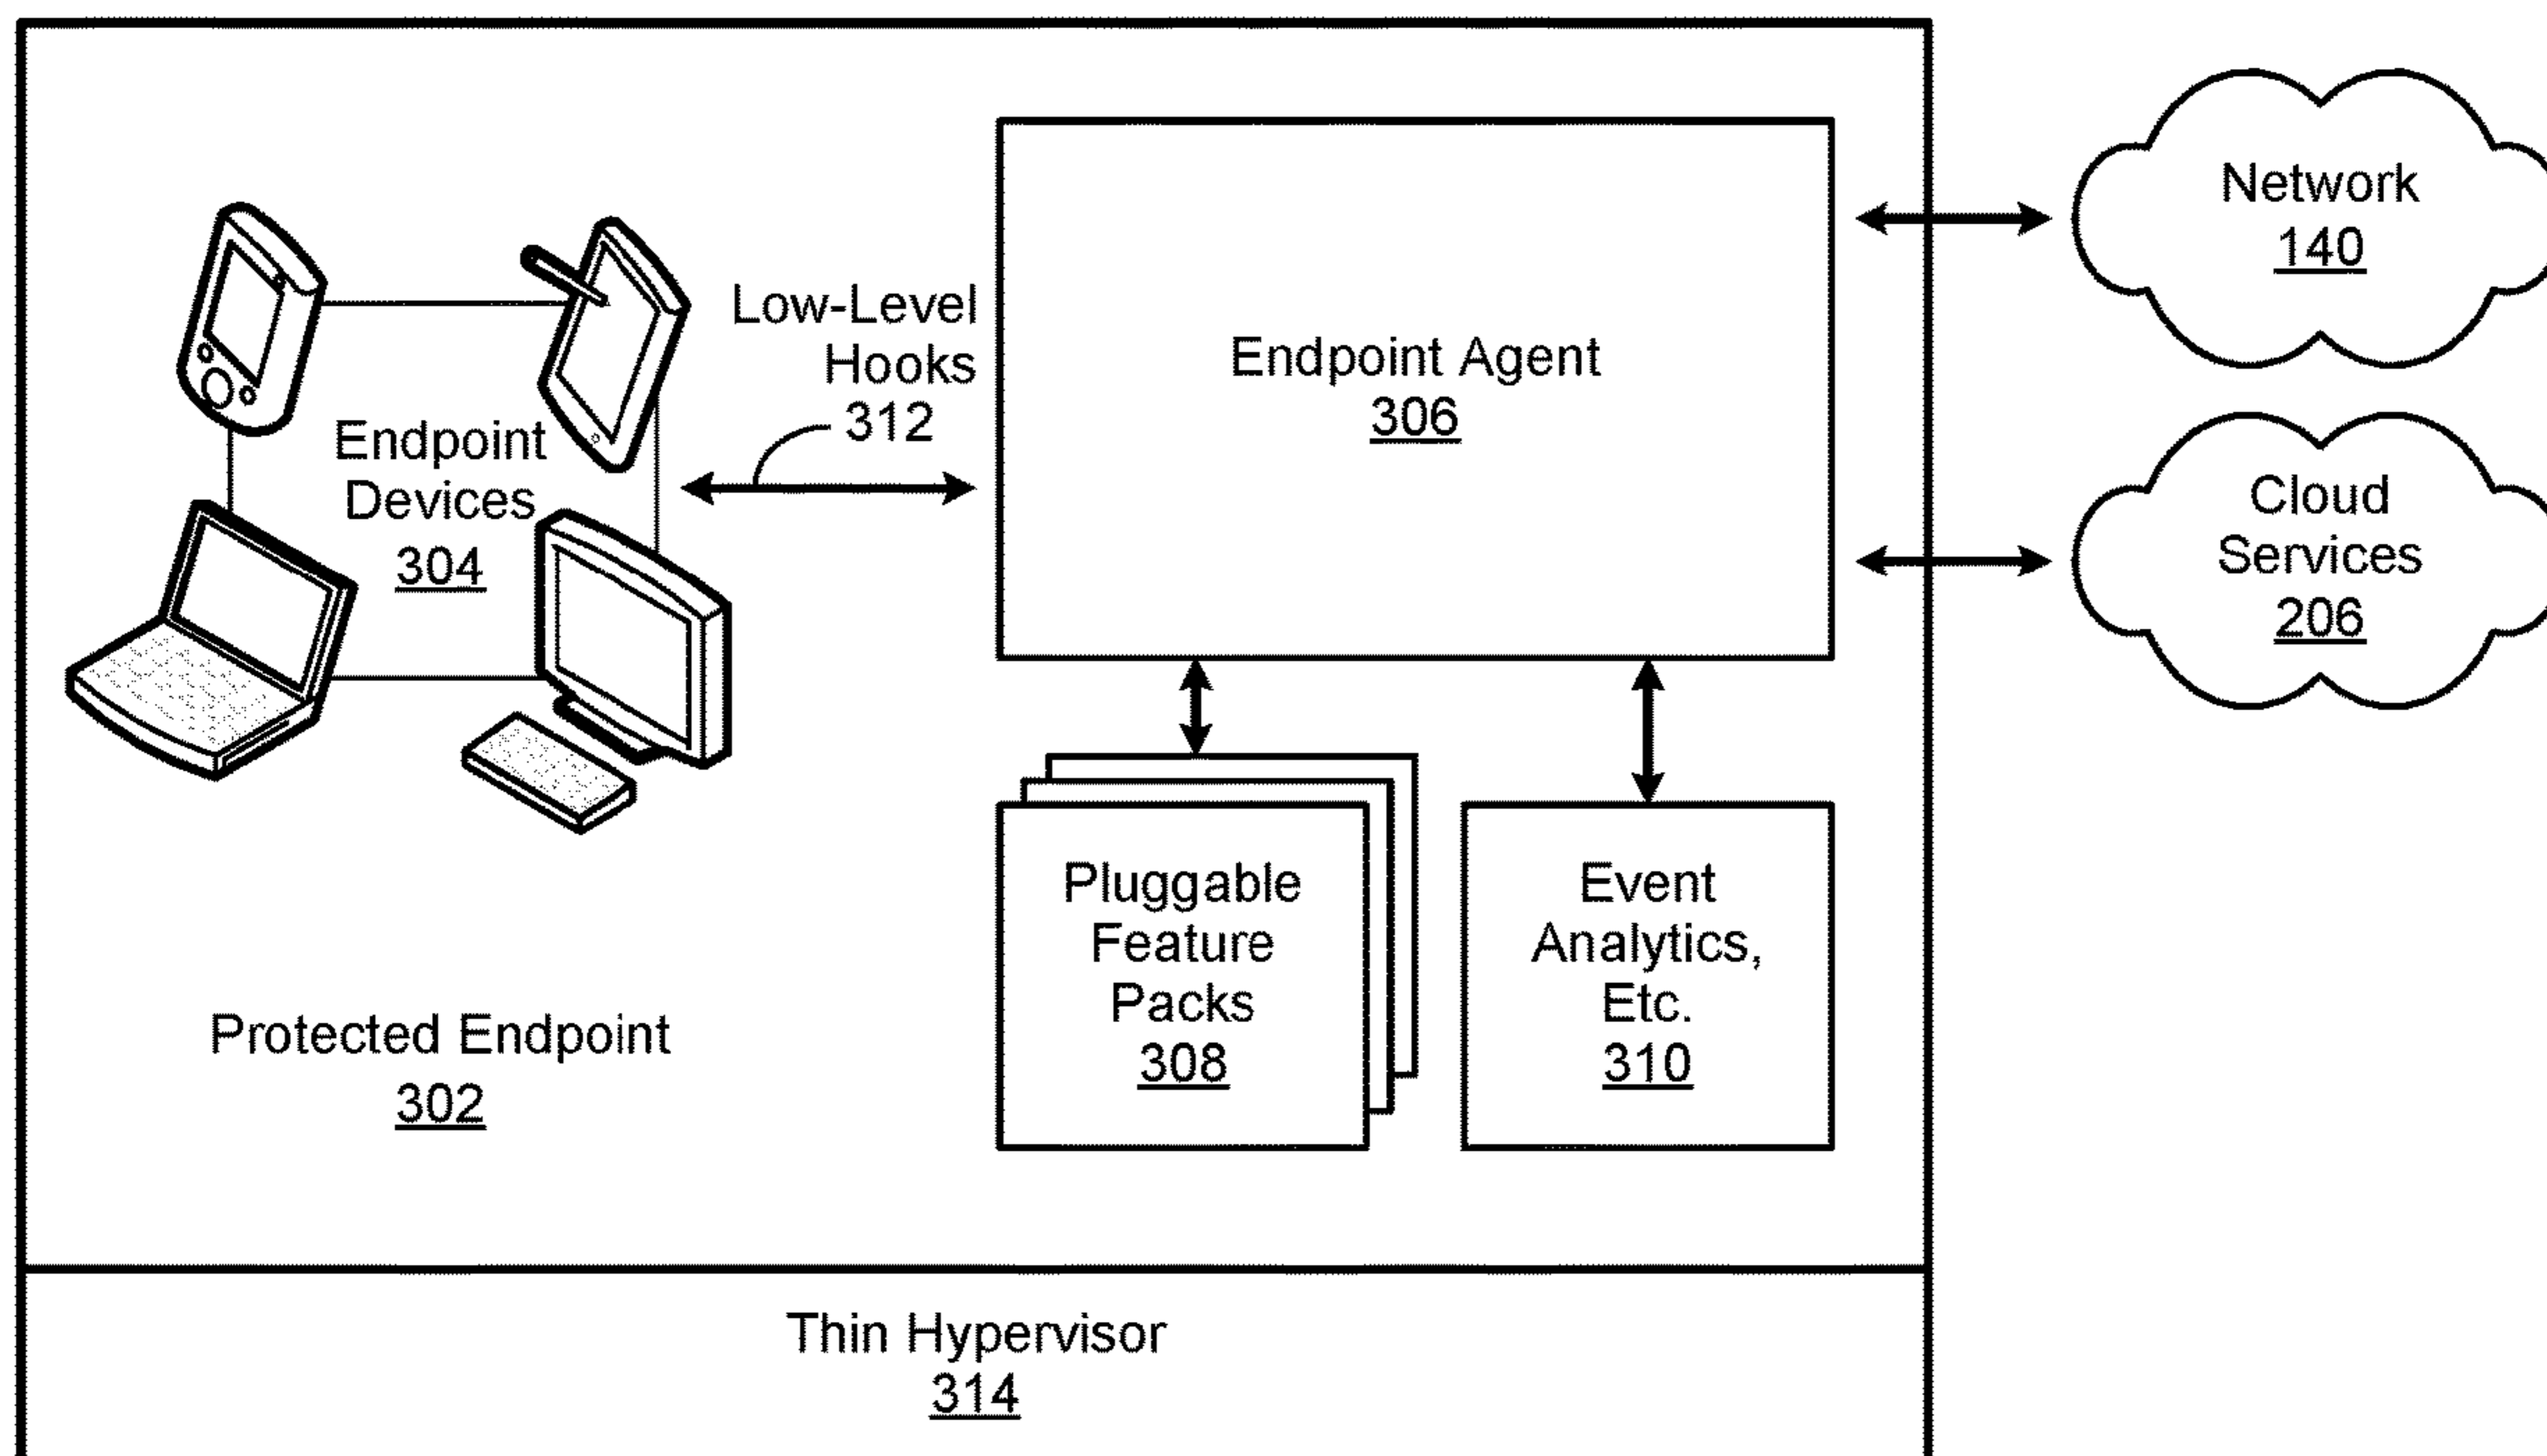 Low-Level
Hooks
312
Endpoint
Devices
304
Protected Endpoint
302
Endpoint Agent
306
Pluggable
Feature
Packs
308
Event
Analytics,
Etc.
310
Network
140
Cloud
Services
206
Thin Hypervisor
314